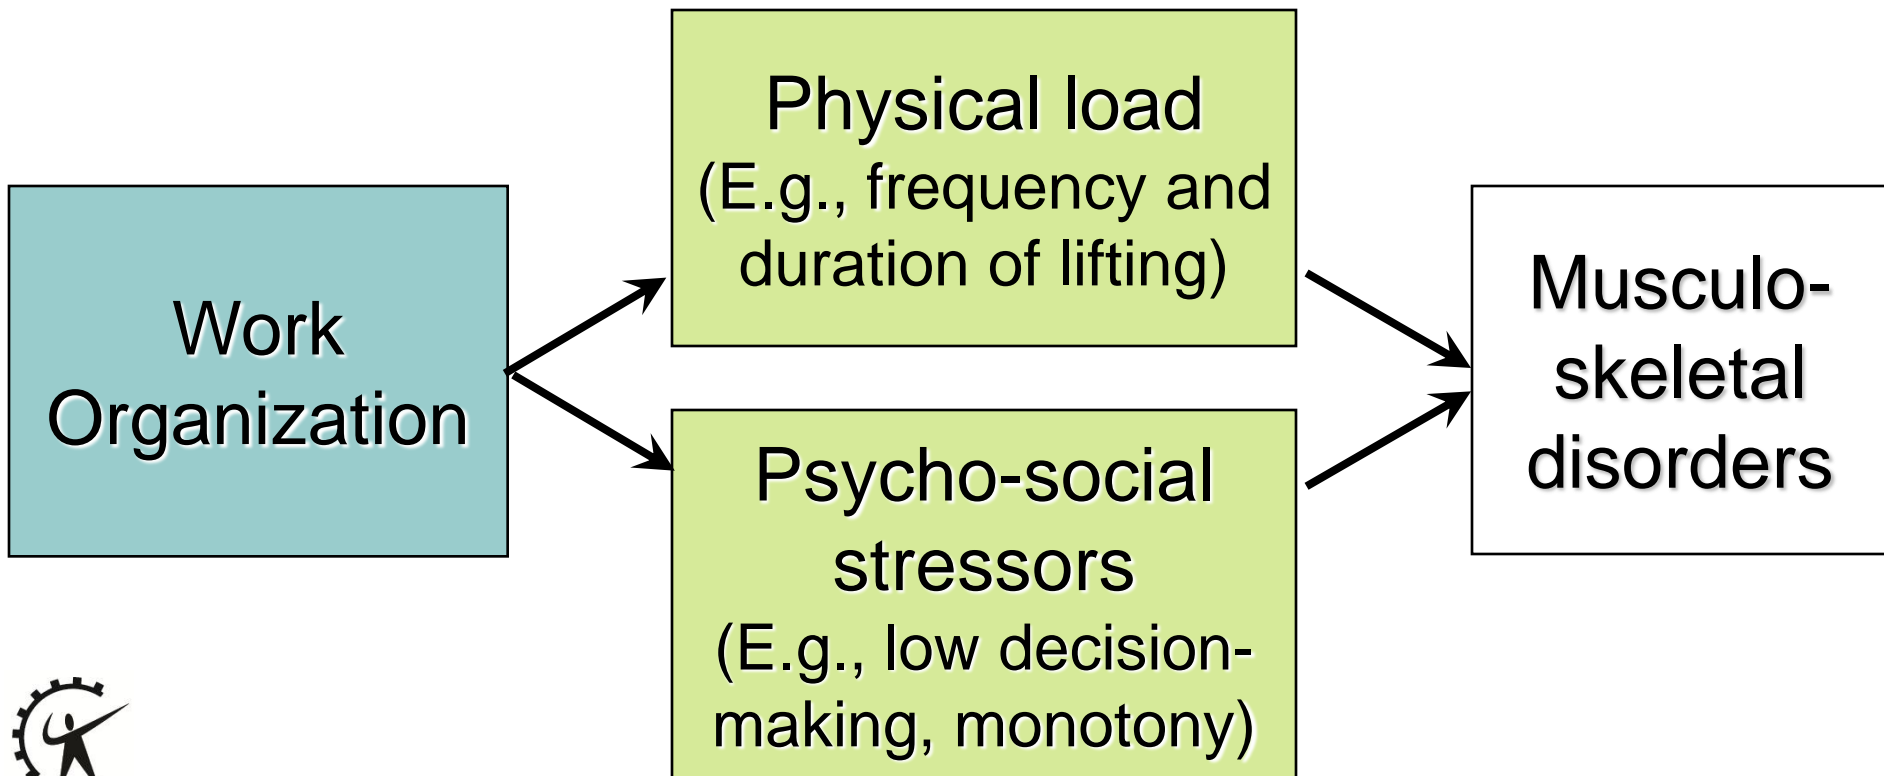 Work
Organization
Physical load
(E.g., frequency and
duration of lifting)
Psycho-social
stressors
(E.g., low decision-
making, monotony)
Musculo-
skeletal
disorders